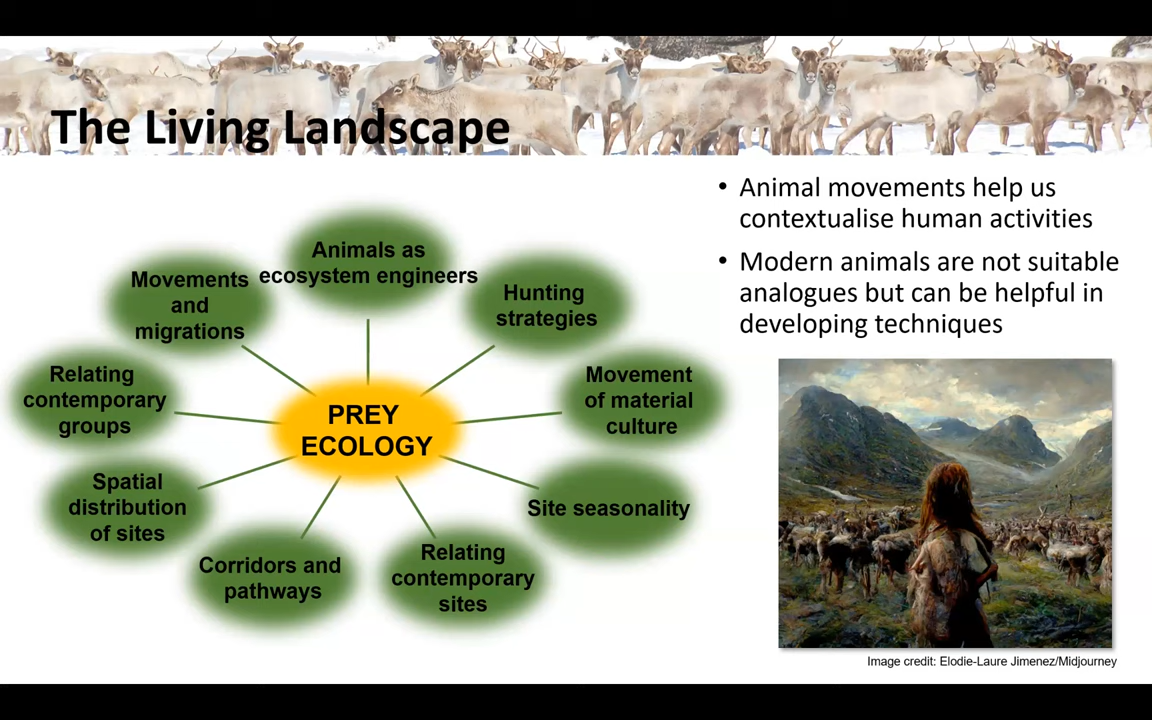 The Living Landscape
Animals as
ecosystem engineers
Movements
and
migrations
Hunting
strategies
Relating
contemporary
groups
Movement
of material
culture
PREY
ECOLOGY
Spatial
distribution
of sites
Site seasonality
Corridors and
pathways
Relating
contemporary
sites
• Animal movements help us
contextualise human activities
• Modern animals are not suitable
analogues but can be helpful in
developing techniques
Image credit: Elodie-Laure Jimenez/Midjourney